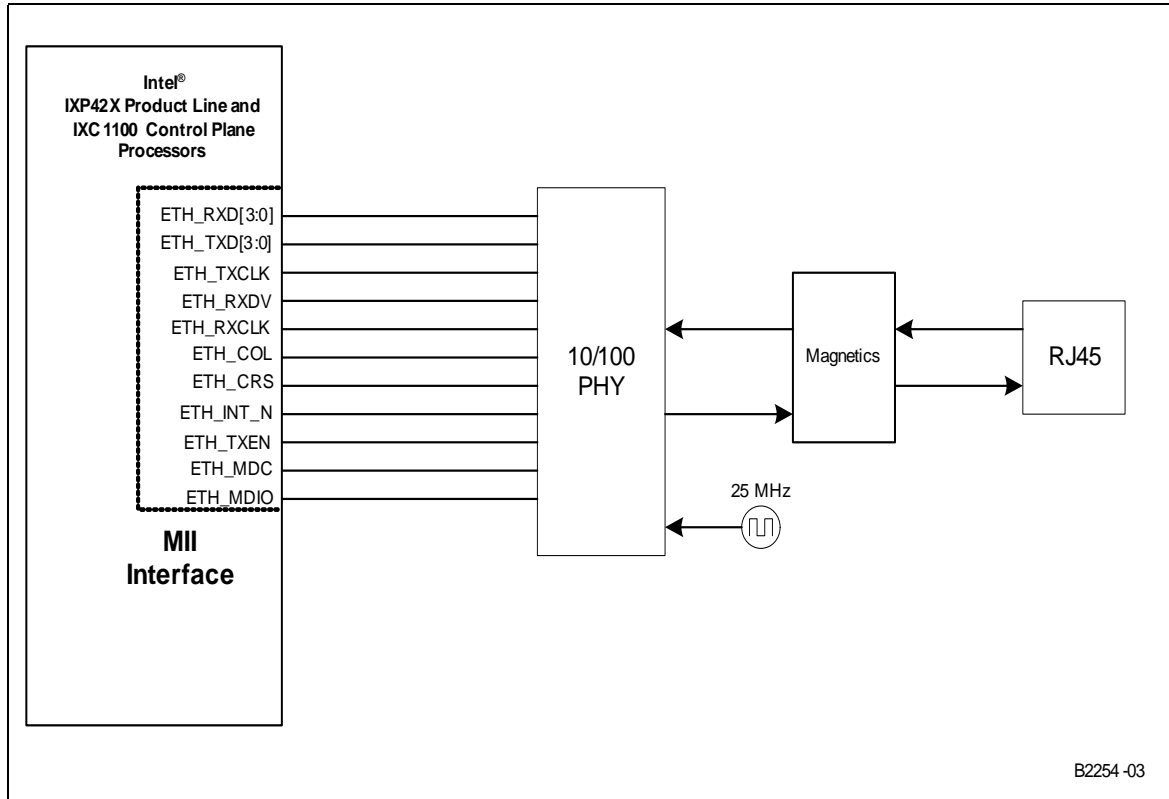 Intel®
IXP42X Product Line and
IXC1100 Control Plane
Processors
ETH_RXD[3:0]
ETH_TXD[3:0]
ETH_TXCLK
ETH_RXDV
ETH_RXCLK
ETH_COL
ETH_CRS
ETH_INT_N
ETH_TXEN
ETH_MDC
ETH_MDIO
MII
Interface
10/100
PHY
Magnetics
RJ45
25 MHz
B2254-03